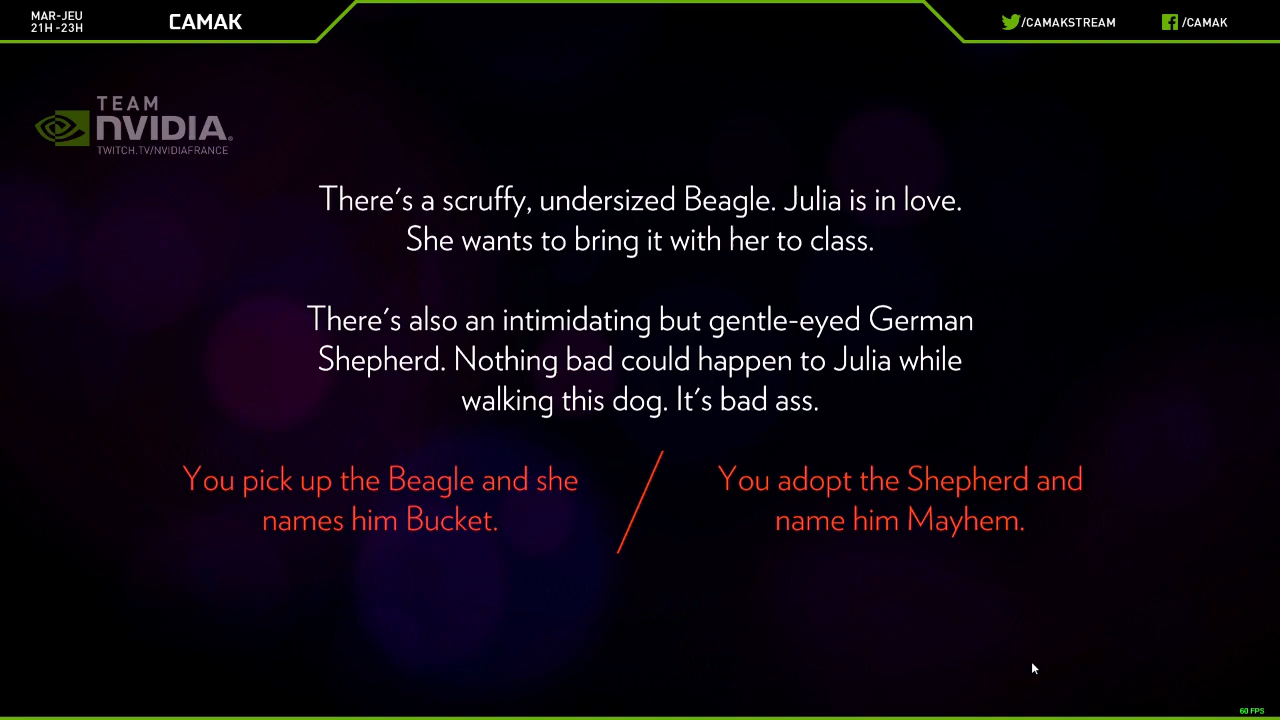 MAR-JEU
21H -23H
CAMAK
/CAMAKSTREAM
/CAMAK
TEAM
NVIDIA®
TWITCH.TV/NVIDIAFRANCE
There's a scruffy, undersized Beagle. Julia is in love.
She wants to bring it with her to class.
There's also an intimidating but gentle-eyed German
Shepherd. Nothing bad could happen to Julia while
walking this dog. It's bad ass.
You pick up the Beagle and she
names him Bucket.
You adopt the Shepherd and
name him Mayhem.
60 FPS